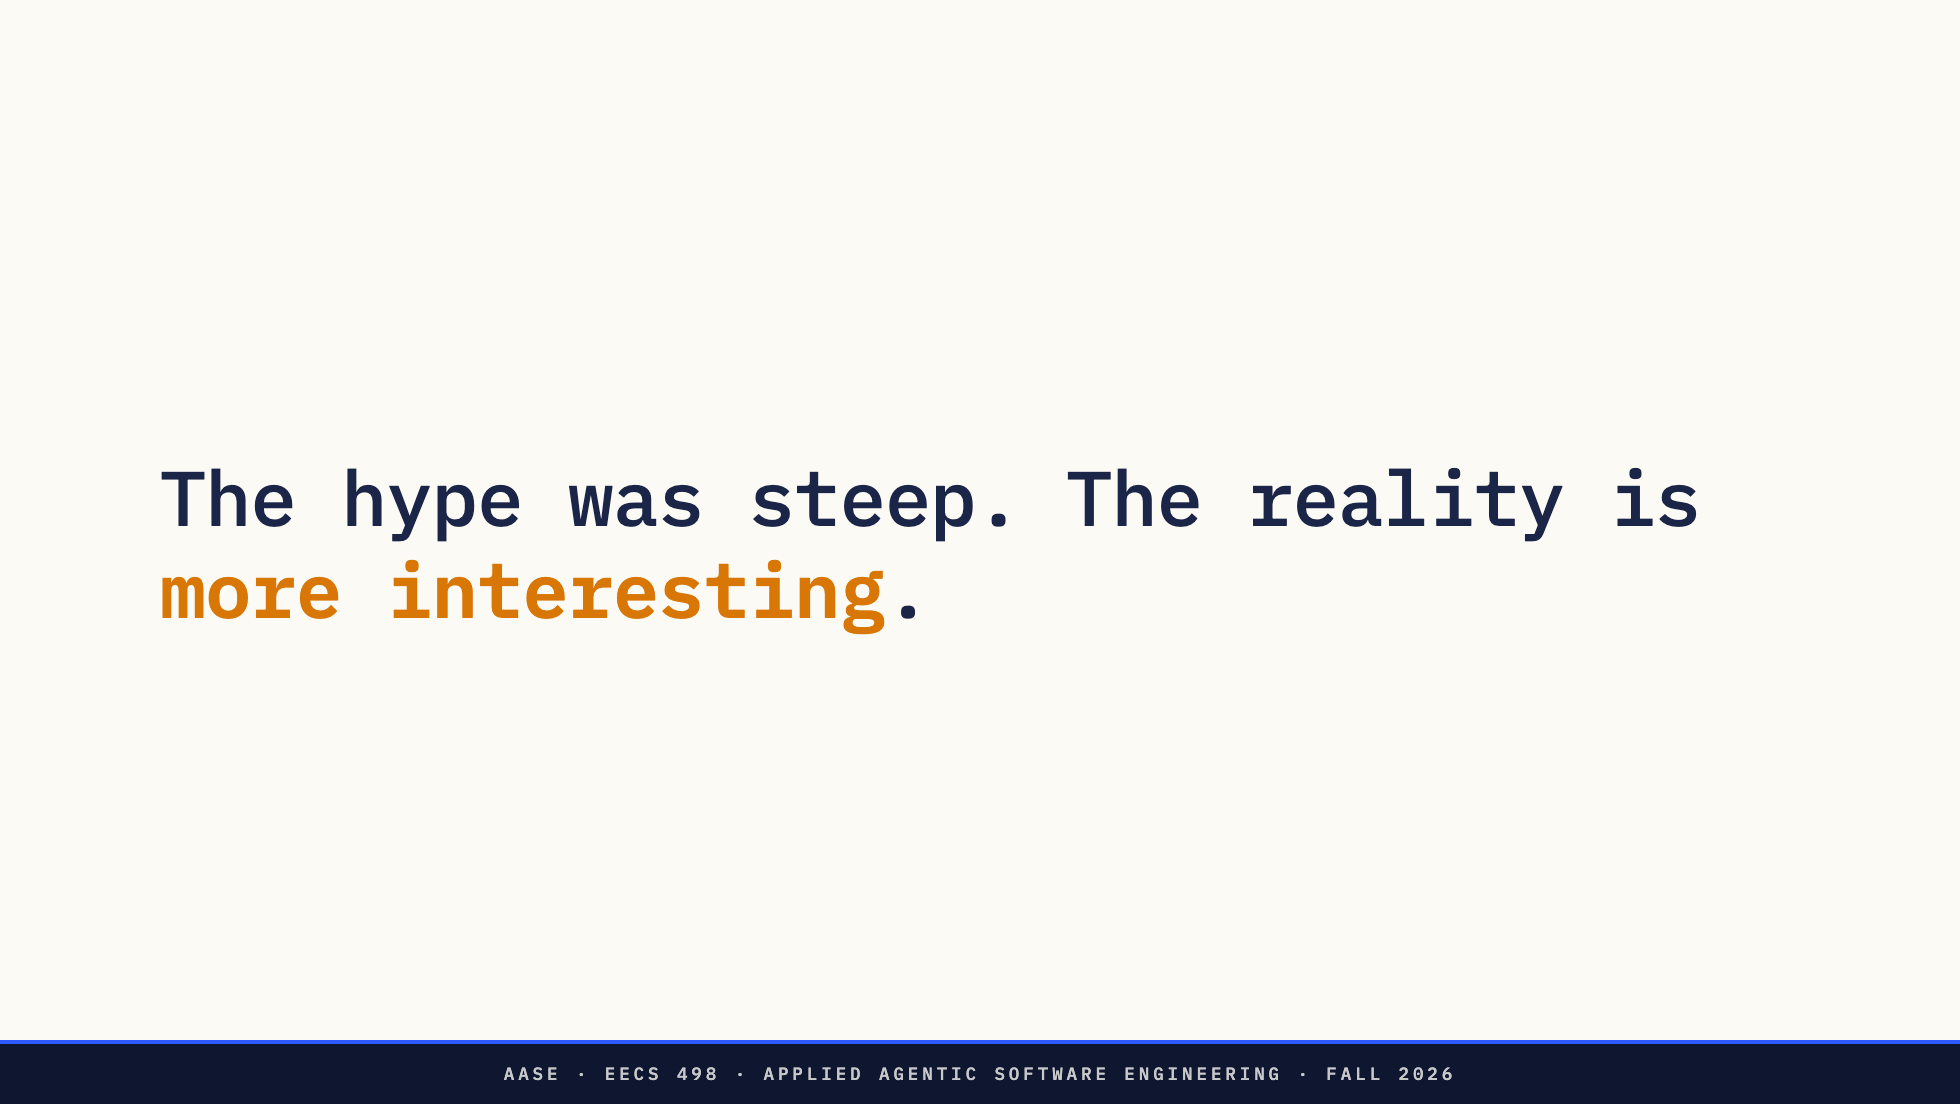 The hype was steep. The reality is
more interesting.
AASE · EECS 498 · APPLIED AGENTIC SOFTWARE ENGINEERING · FALL 2026